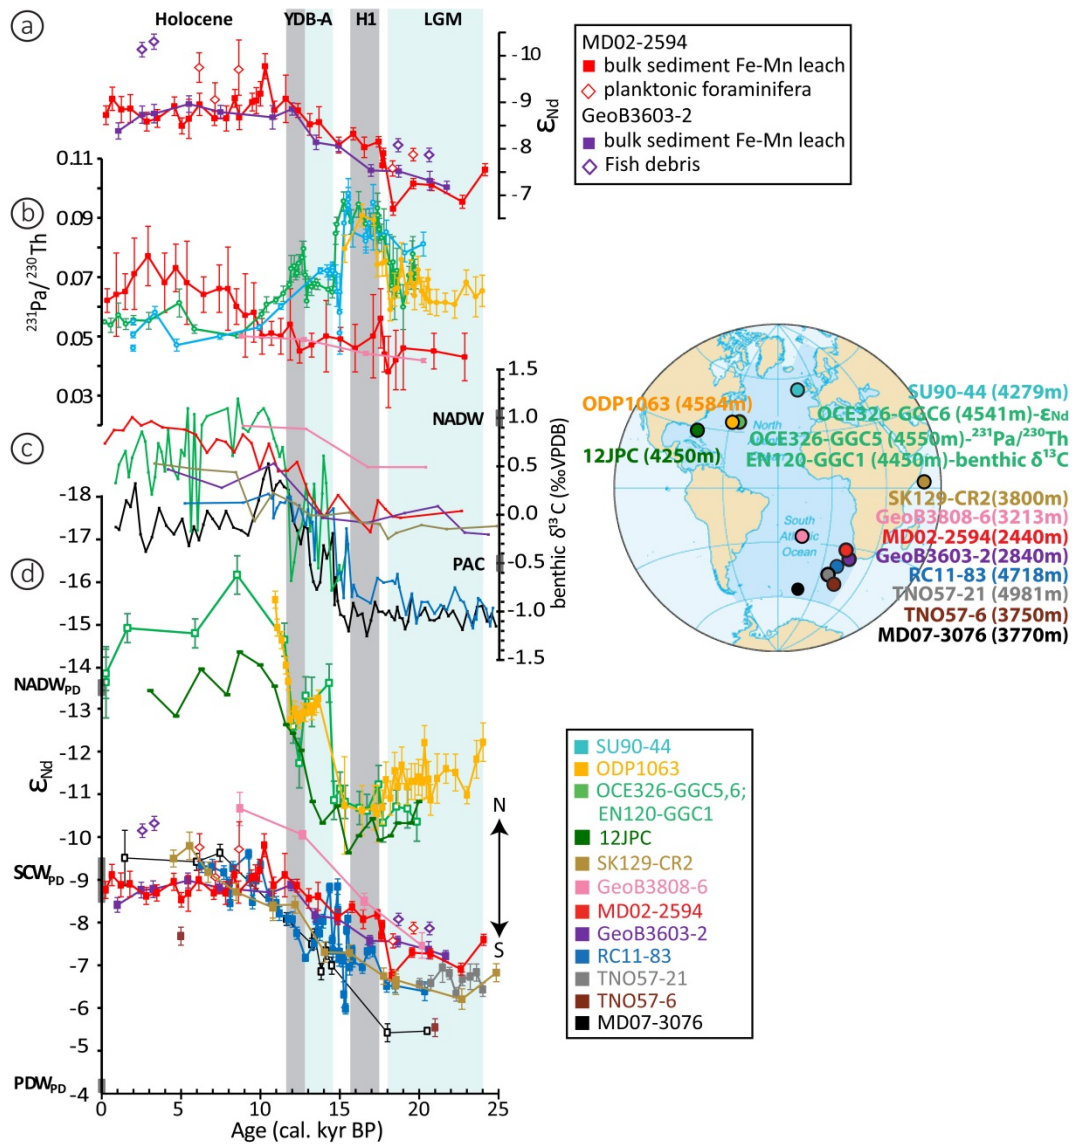 a
Holocene
YDB-A
H1
LGM
-10
-9
-8
-7
εNd
MD02-2594
bulk sediment Fe-Mn leach
planktonic foraminifera
GeoB3603-2
bulk sediment Fe-Mn leach
Fish debris
b
0.11
0.09
0.07
0.05
0.03
231Pa/230Th
c
1.5
1.0
0.5
0.0
-0.5
-1.0
-1.5
NADW
PAC
benthic δ13C (‰VPDB)
d
-18
-17
-16
-15
-14
NADWPD
-13
-12
-11
-10
SCWPD
-9
-8
-7
-6
-5
PDWPD
-4
εNd
N
S
0 5 10 15 20 25
Age (cal. kyr BP)
ODP1063 (4584m)
12JPC (4250m)
North
South
Ocean
SU90-44 (4279m)
OCE326-GGC6 (4541m)-εNd
OCE326-GGC5 (4550m)-231Pa/230Th
EN120-GGC1 (4450m)-benthic δ13C
SK129-CR2(3800m)
GeoB3808-6(3213m)
MD02-2594(2440m)
GeoB3603-2(2840m)
RC11-83 (4718m)
TNO57-21 (4981m)
TNO57-6 (3750m)
MD07-3076 (3770m)
SU90-44
ODP1063
OCE326-GGC5,6;
EN120-GGC1
12JPC
SK129-CR2
GeoB3808-6
MD02-2594
GeoB3603-2
RC11-83
TNO57-21
TNO57-6
MD07-3076